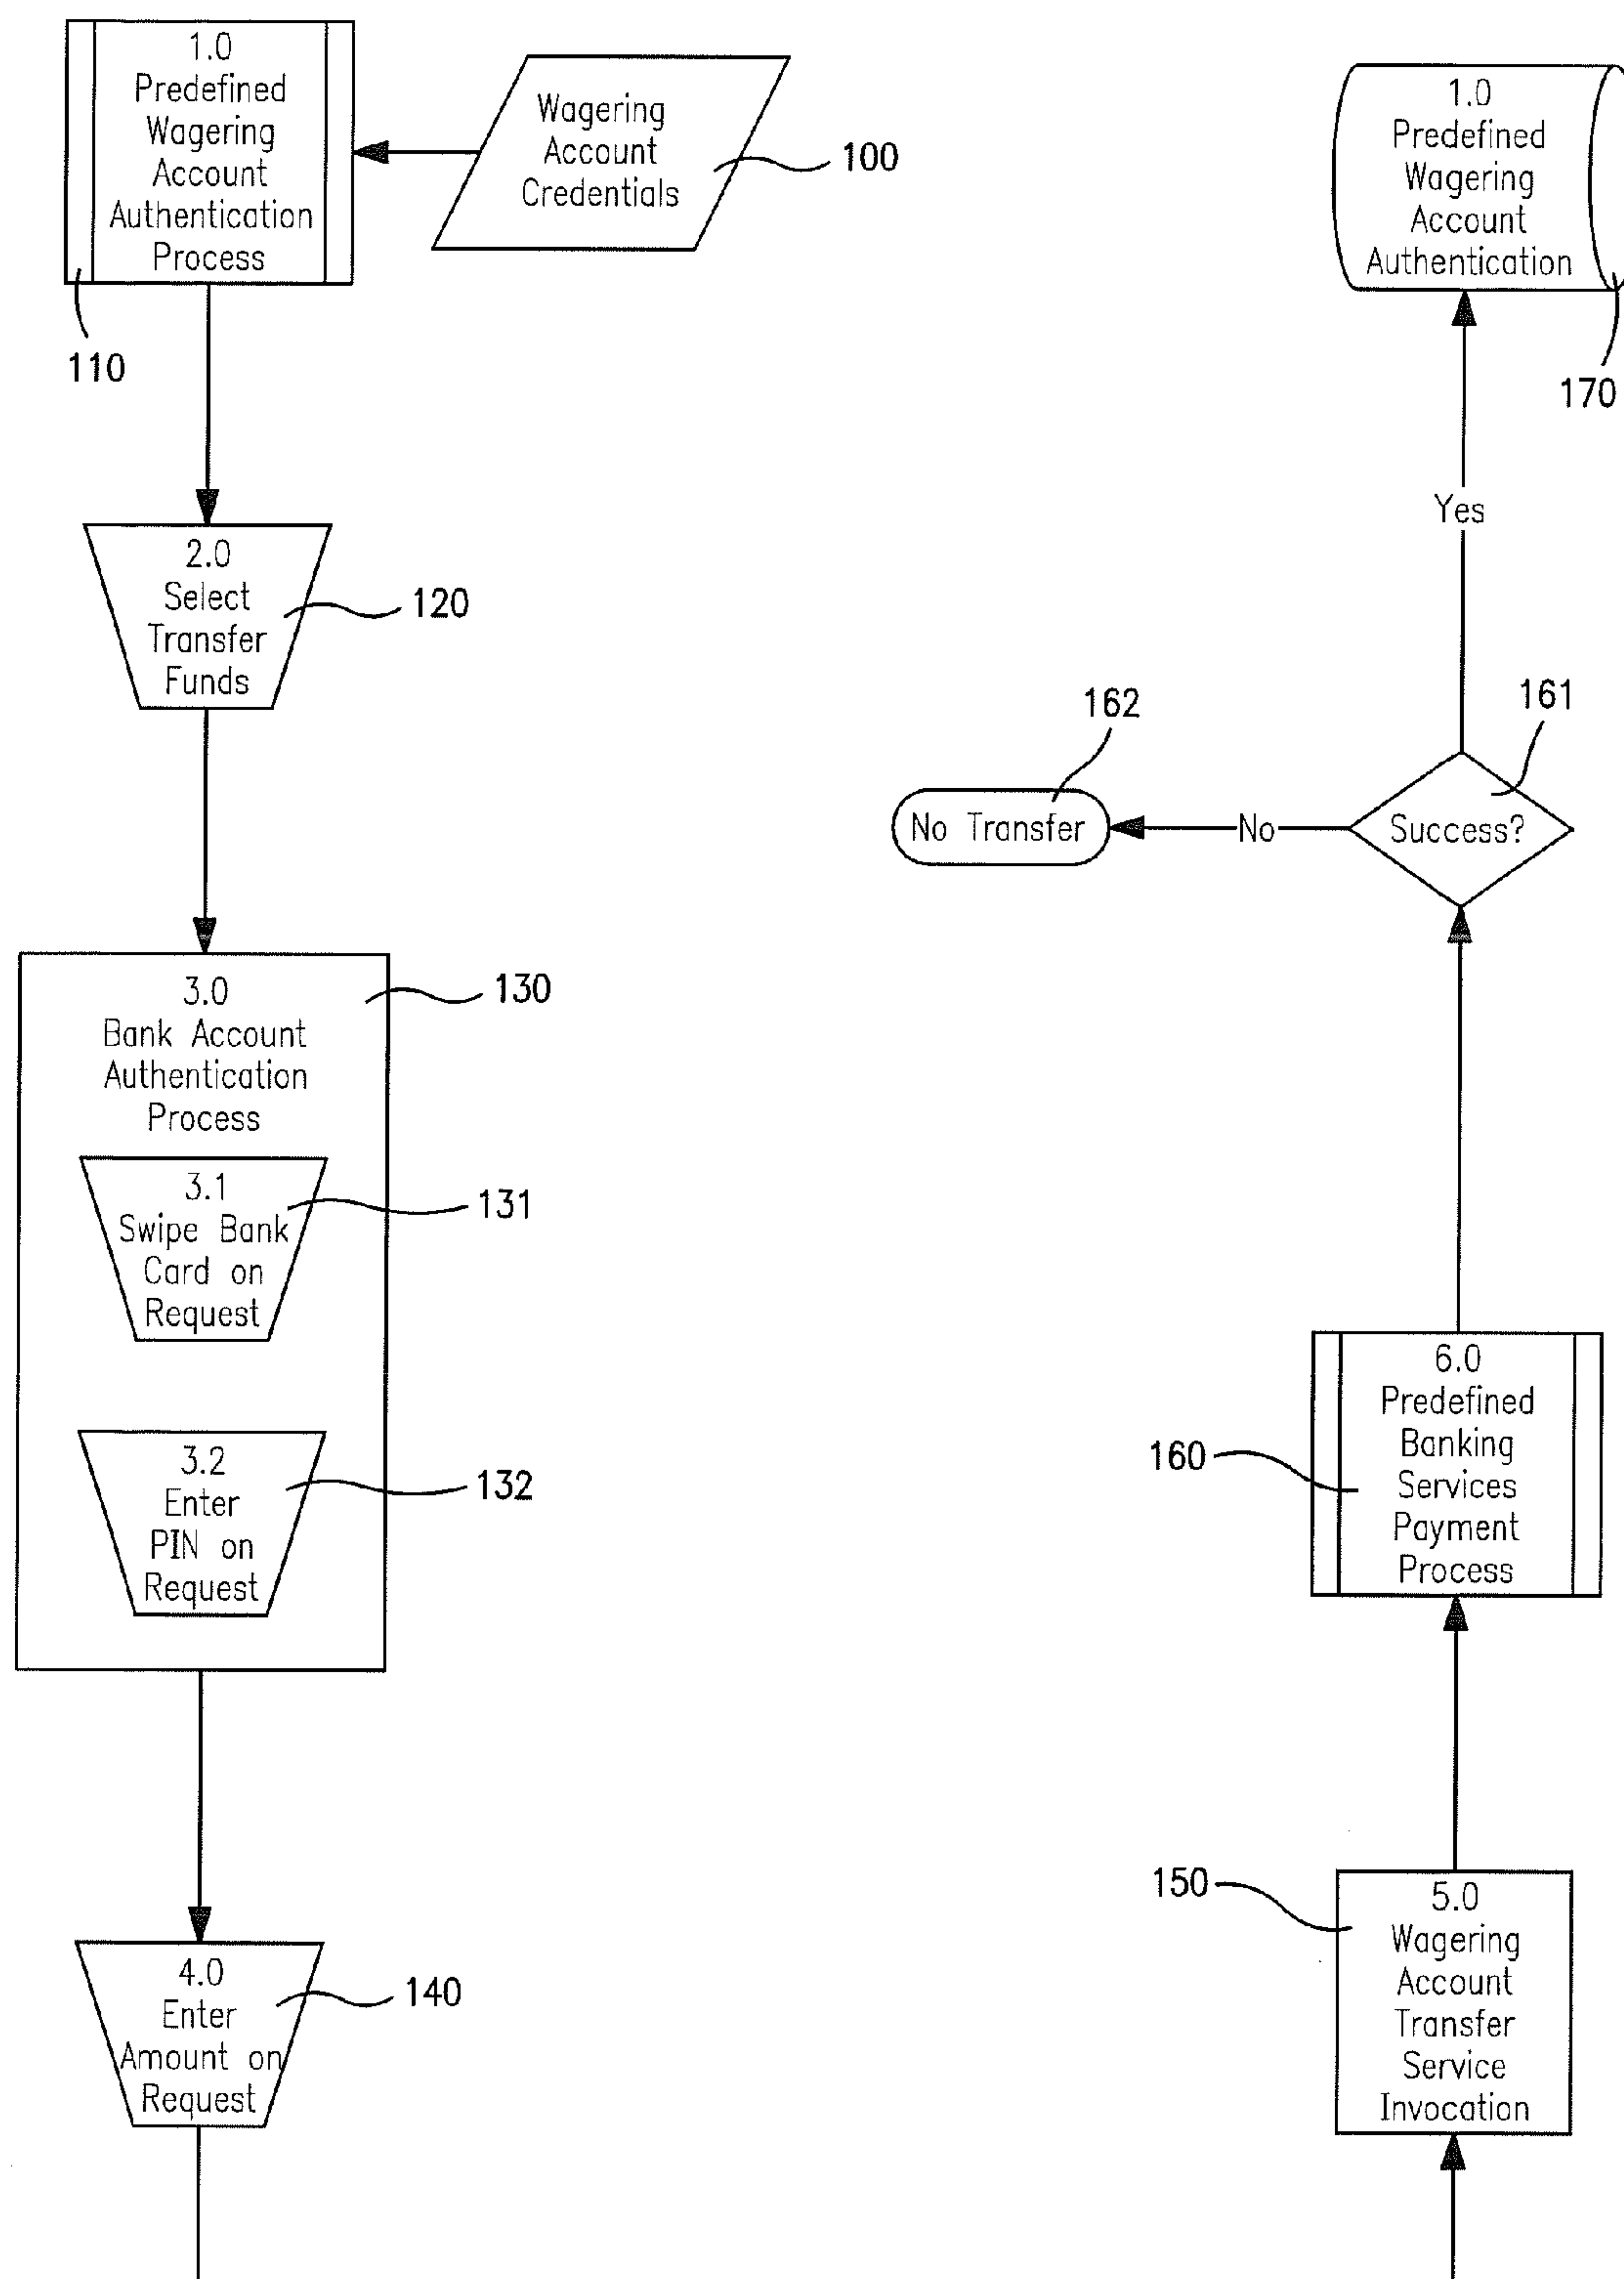 1.0
Predefined
Wagering
Account
Authentication
Process
110
Wagering
Account
Credentials
100
2.0
Select
Transfer
Funds
120
3.0
Bank Account
Authentication
Process
130
3.1
Swipe Bank
Card on
Request
131
3.2
Enter
PIN on
Request
132
4.0
Enter
Amount on
Request
140
5.0
Wagering
Account
Transfer
Service
Invocation
150
6.0
Predefined
Banking
Services
Payment
Process
160
Success?
161
No
No Transfer
162
Yes
1.0
Predefined
Wagering
Account
Authentication
170